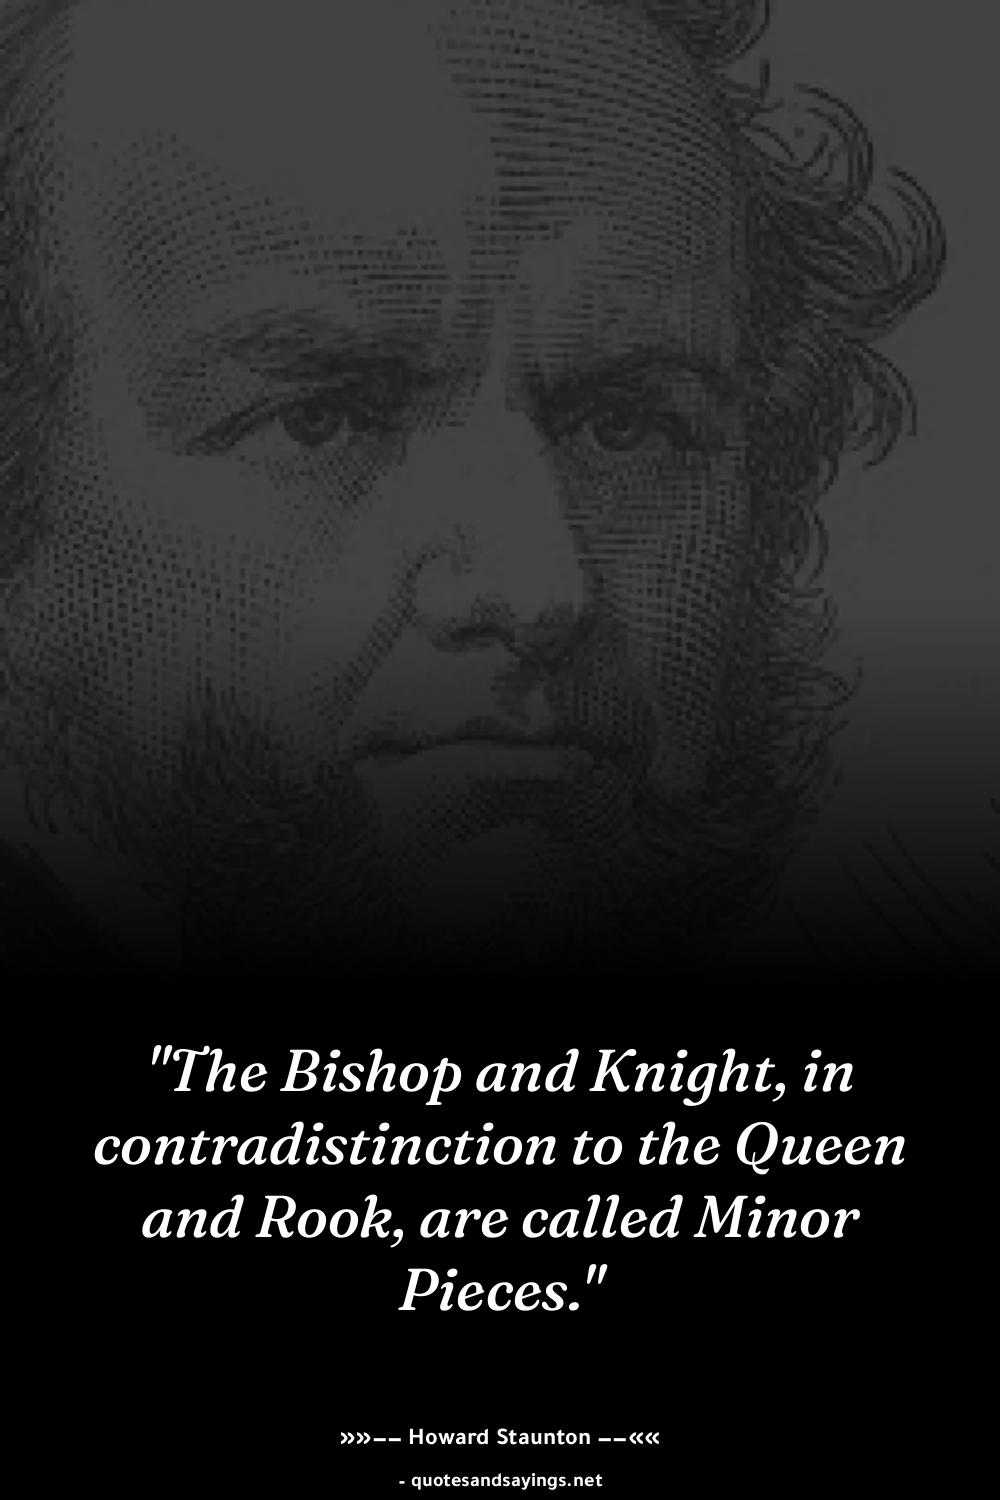 "The Bishop and Knight, in
contradistinction to the Queen
and Rook, are called Minor
Pieces."
»»–– Howard Staunton ––««
- quotesandsayings.net